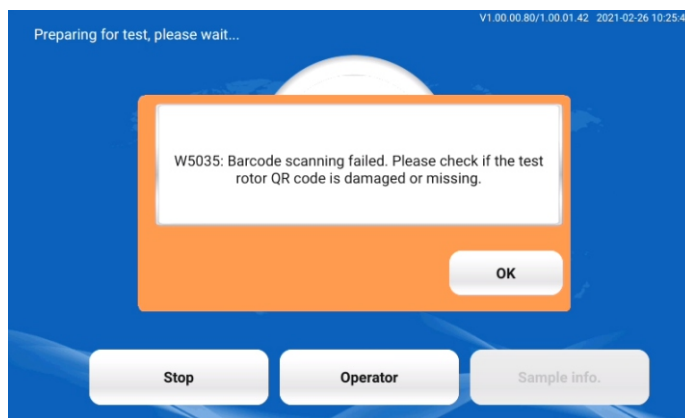 V1.00.00.80/1.00.01.42 2021-02-26 10:25:4
Preparing for test, please wait...
W5035: Barcode scanning failed. Please check if the test
rotor QR code is damaged or missing.
OK
Stop
Operator
Sample info.